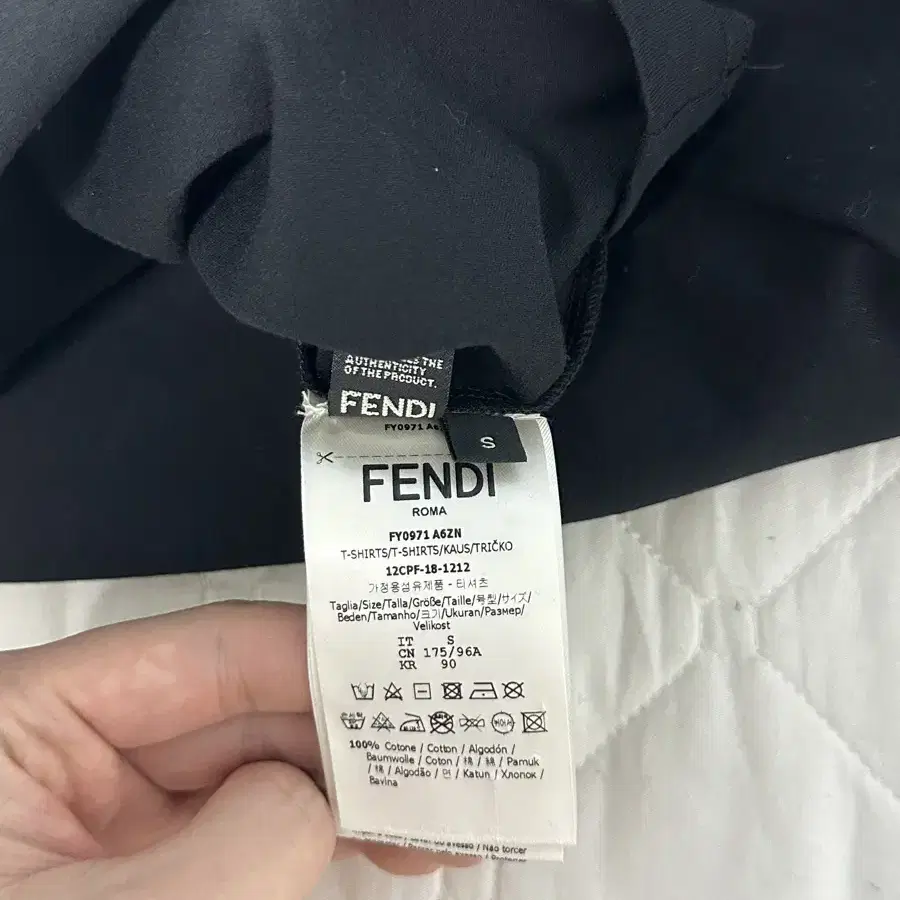 THE
AUTHENTICITY
OF THE PRODUCT.
FENDI
FY0971
S
FENDI
ROMA
FY0971 A6ZN
T-SHIRTS/T-SHIRTS/KAUS/TRIČKO
12CPF-18-1212
가정용섬유제품 - 티셔츠
Taglia/Size/Talla/Größe/Taille/号型/サイズ/
Beden/Tamanho/크기/Ukuran/Размер/
Velikost
IT S
CN 175/96A
KR 90
100% Cotone / Cotton / Algodón /
Baumwolle / Coton / 棉 / 綿 / Pamuk
/ 棉 / Algodão / 면 / Katun / Хлопок /
Bavlna
Não torcer